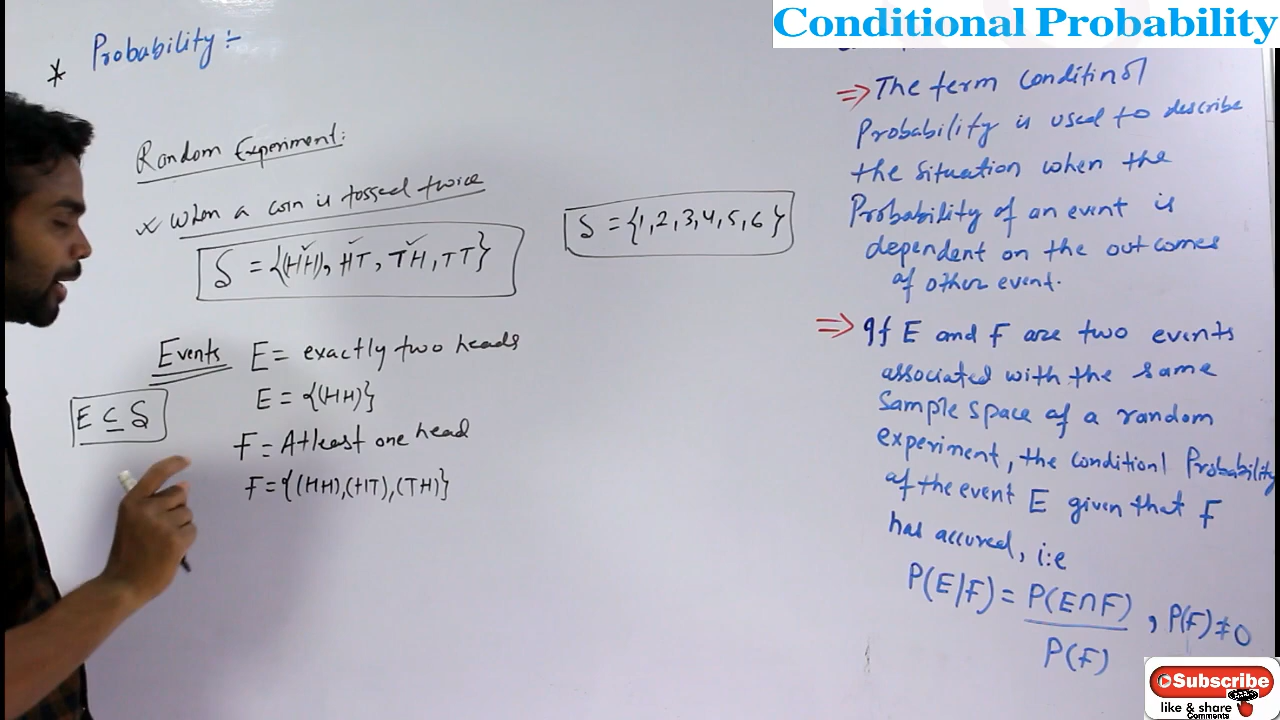 Conditional Probability
* Probability :-
Random Experiment:
x When a coin is tossed twice
S = {(HH), HT, TH, TT}
S = {1,2,3,4,5,6}
Events E = exactly two heads
E = {(HH)}
E ⊆ S
F = Atleast one head
F = {(HH),(HT),(TH)}
⇒ The term conditinal
Probability is used to describe
the situation when the
Probability of an event is
dependent on the outcomes
of other event.
⇒ If E and F are two events
associated with the same
Sample space of a random
experiment, the condition1 Probability
of the event E given that F
has accured, i:e
P(E|F) = P(E∩F) , P(F) ≠ 0
P(F)
Subscribe
like & share
Comments